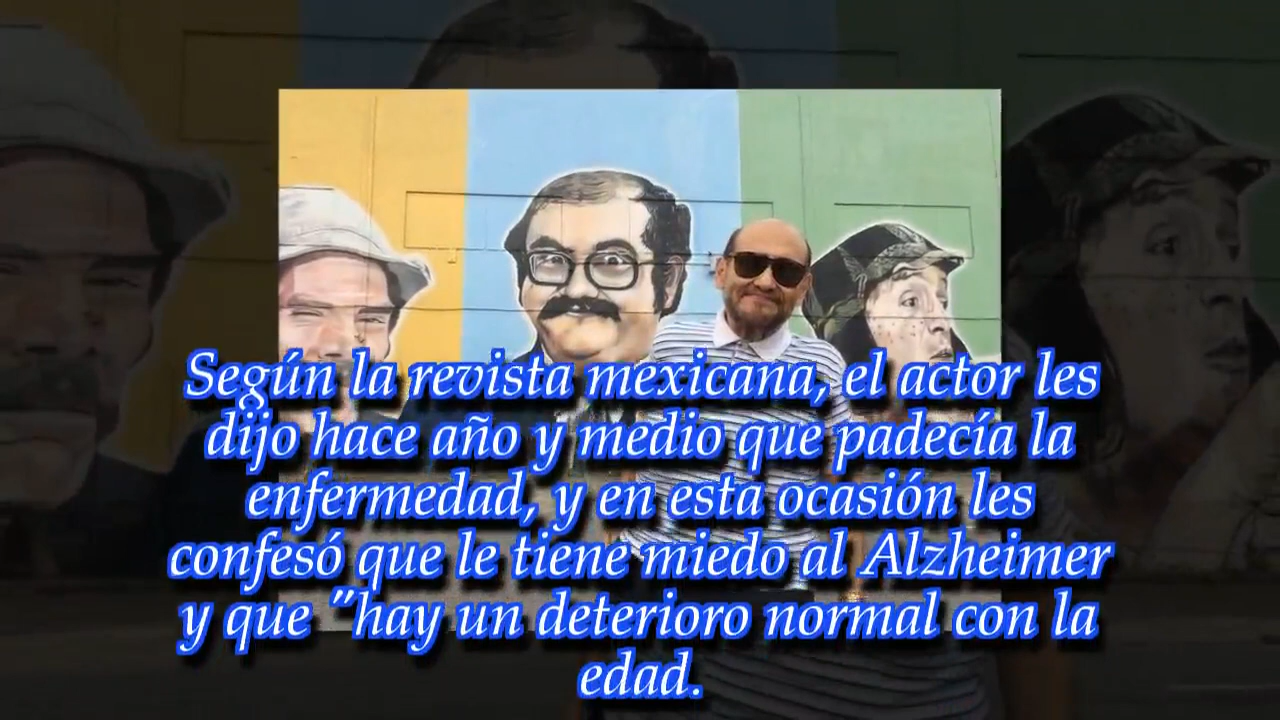 Según la revista mexicana, el actor les
dijo hace año y medio que padecía la
enfermedad, y en esta ocasión les
confesó que le tiene miedo al Alzheimer
y que "hay un deterioro normal con la
edad.